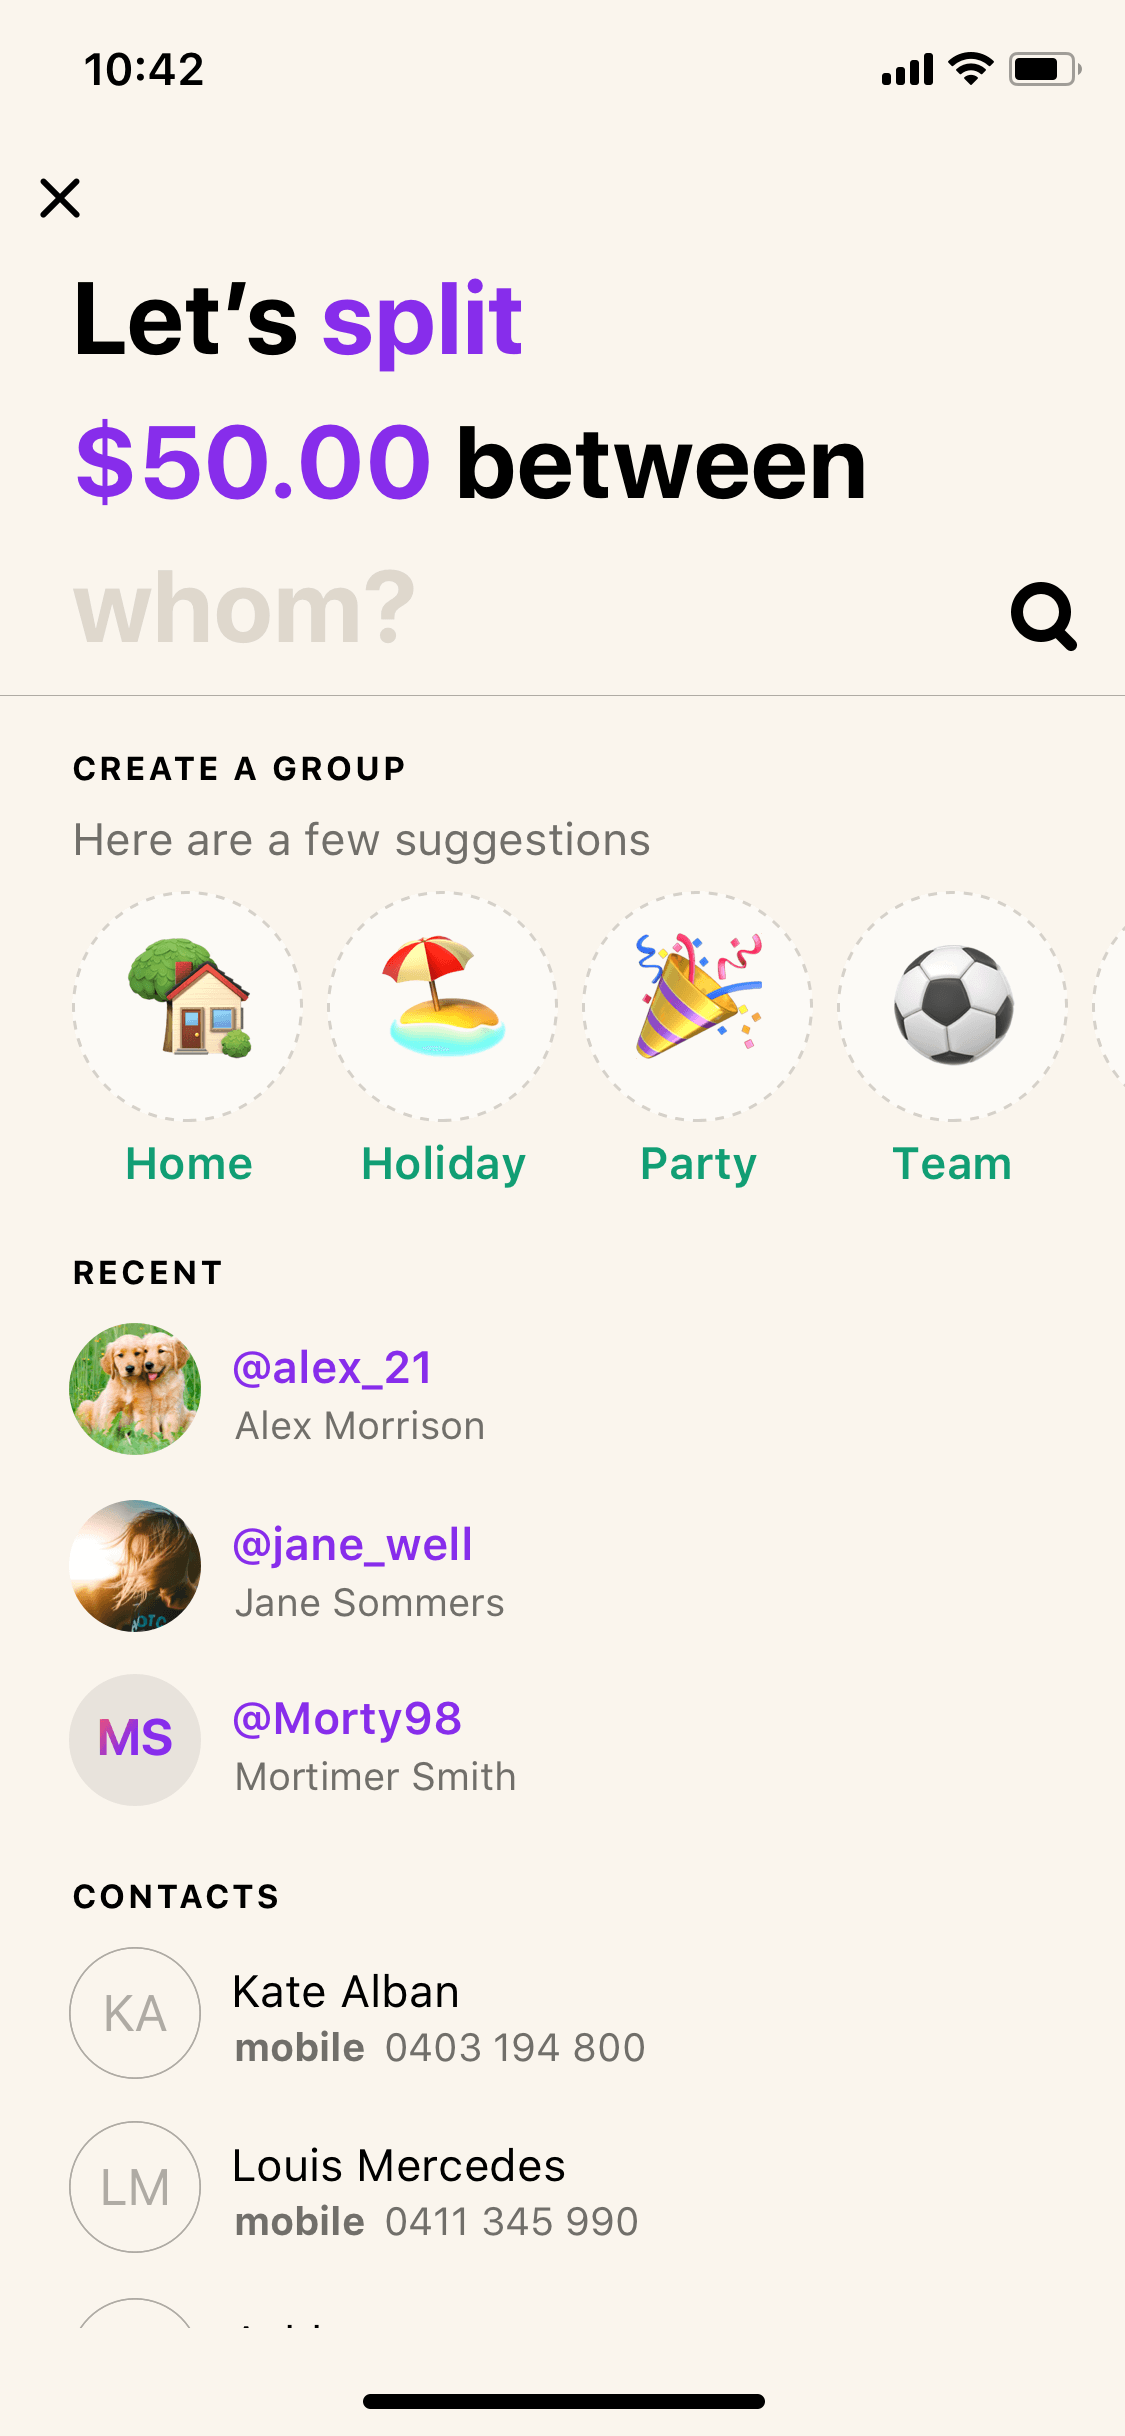 10:42
Let’s split
$50.00 between
whom?
CREATE A GROUP
Here are a few suggestions
Home Holiday Party Team
RECENT
@alex_21
Alex Morrison
@jane_well
Jane Sommers
MS @Morty98
Mortimer Smith
CONTACTS
KA Kate Alban
mobile 0403 194 800
LM Louis Mercedes
mobile 0411 345 990